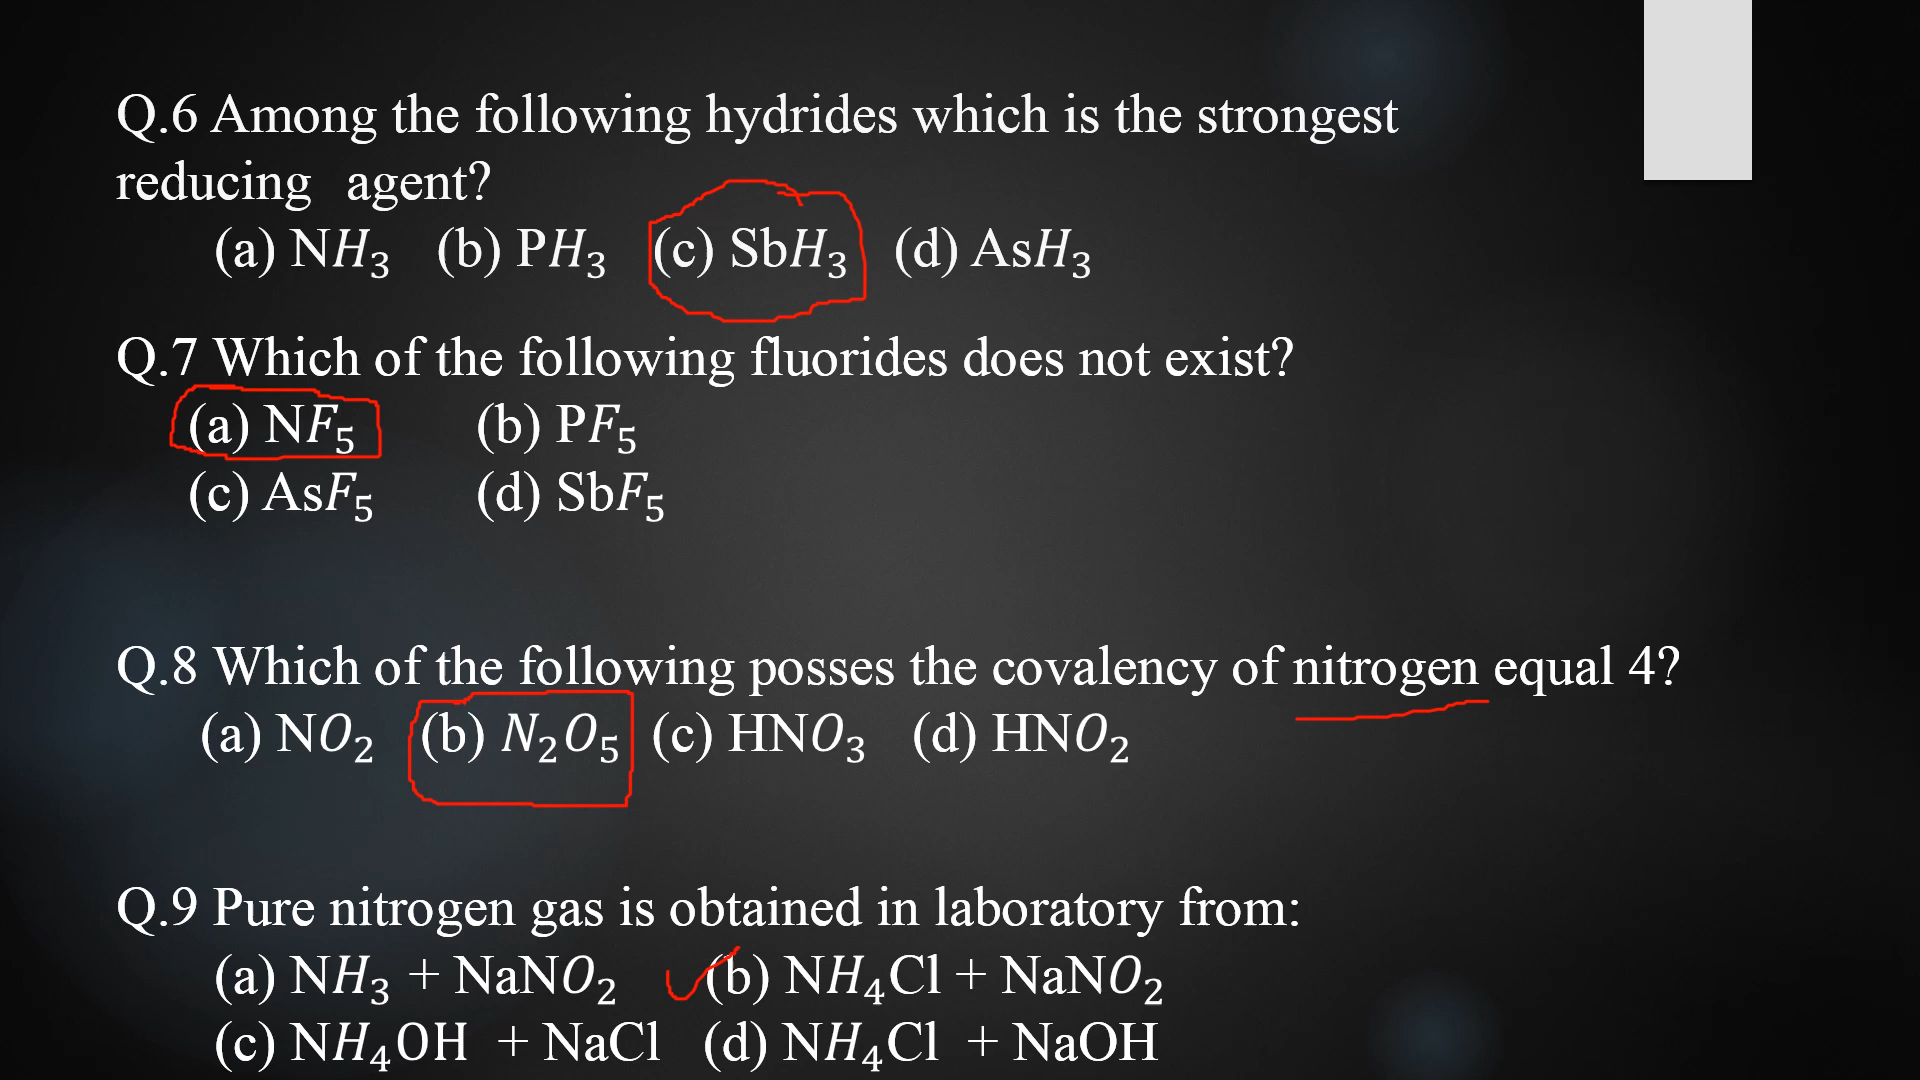 Q.6 Among the following hydrides which is the strongest
reducing agent?
(a) NH₃ (b) PH₃ (c) SbH₃ (d) AsH₃
Q.7 Which of the following fluorides does not exist?
(a) NF₅ (b) PF₅
(c) AsF₅ (d) SbF₅
Q.8 Which of the following posses the covalency of nitrogen equal 4?
(a) NO₂ (b) N₂O₅ (c) HNO₃ (d) HNO₂
Q.9 Pure nitrogen gas is obtained in laboratory from:
(a) NH₃ + NaNO₂ (b) NH₄Cl + NaNO₂
(c) NH₄OH + NaCl (d) NH₄Cl + NaOH